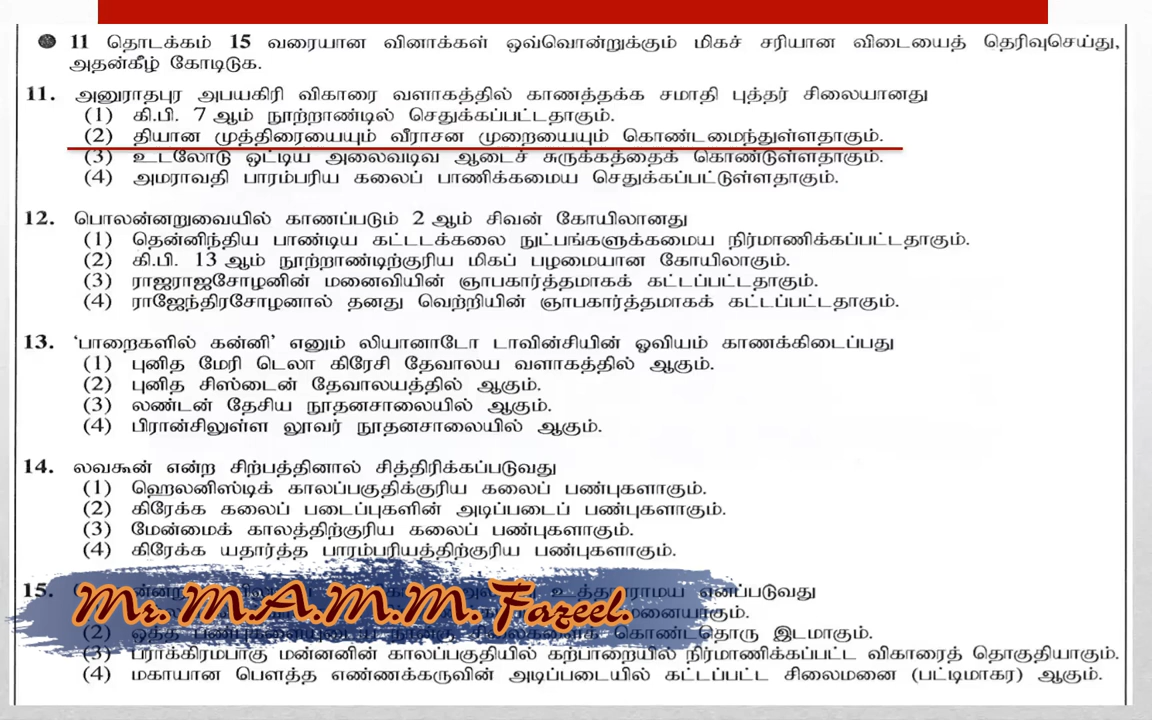 11 தொடக்கம் 15 வரையான வினாக்கள் ஒவ்வொன்றுக்கும் மிகச் சரியான விடையைத் தெரிவுசெய்து,
அதன்கீழ் கோடிடுக.
11. அனுராதபுர அபயகிரி விகாரை வளாகத்தில் காணத்தக்க சமாதி புத்தர் சிலையானது
(1) கி.பி. 7 ஆம் நூற்றாண்டில் செதுக்கப்பட்டதாகும்.
(2) தியான முத்திரையையும் வீராசன முறையையும் கொண்டமைந்துள்ளதாகும்.
(3) உடலோடு ஒட்டிய அலைவடிவ ஆடைச் சுருக்கத்தைக் கொண்டுள்ளதாகும்.
(4) அமராவதி பாரம்பரிய கலைப் பாணிக்கமைய செதுக்கப்பட்டுள்ளதாகும்.
12. பொலன்னறுவையில் காணப்படும் 2 ஆம் சிவன் கோயிலானது
(1) தென்னிந்திய பாண்டிய கட்டடக்கலை நுட்பங்களுக்கமைய நிர்மாணிக்கப்பட்டதாகும்.
(2) கி.பி. 13 ஆம் நூற்றாண்டிற்குரிய மிகப் பழமையான கோயிலாகும்.
(3) ராஜராஜசோழனின் மனைவியின் ஞாபகார்த்தமாகக் கட்டப்பட்டதாகும்.
(4) ராஜேந்திரசோழனால் தனது வெற்றியின் ஞாபகார்த்தமாகக் கட்டப்பட்டதாகும்.
13. ‘பாறைகளில் கன்னி’ எனும் லியானாடோ டாவின்சியின் ஓவியம் காணக்கிடைப்பது
(1) புனித மேரி டெலா கிரேசி தேவாலய வளாகத்தில் ஆகும்.
(2) புனித சிஸ்டைன் தேவாலயத்தில் ஆகும்.
(3) லண்டன் தேசிய நூதனசாலையில் ஆகும்.
(4) பிரான்சிலுள்ள லூவர் நூதனசாலையில் ஆகும்.
14. லவகூன் என்ற சிற்பத்தினால் சித்திரிக்கப்படுவது
(1) ஹெலனிஸ்டிக் காலப்பகுதிக்குரிய கலைப் பண்புகளாகும்.
(2) கிரேக்க கலைப் படைப்புகளின் அடிப்படைப் பண்புகளாகும்.
(3) மேன்மைக் காலத்திற்குரிய கலைப் பண்புகளாகும்.
(4) கிரேக்க யதார்த்த பாரம்பரியத்திற்குரிய பண்புகளாகும்.
15. உத்தராராமய எனப்படுவது
Mr. M.A.M.M. Fazeel.
(2) ஒத்த பண்புகளையுடைய நான்கு சிலைகளைக் கொண்டதொரு இடமாகும்.
(3) பராக்கிரமபாகு மன்னனின் காலப்பகுதியில் கற்பாறையில் நிர்மாணிக்கப்பட்ட விகாரைத் தொகுதியாகும்.
(4) மகாயான பௌத்த எண்ணக்கருவின் அடிப்படையில் கட்டப்பட்ட சிலைமனை (பட்டிமாகர) ஆகும்.